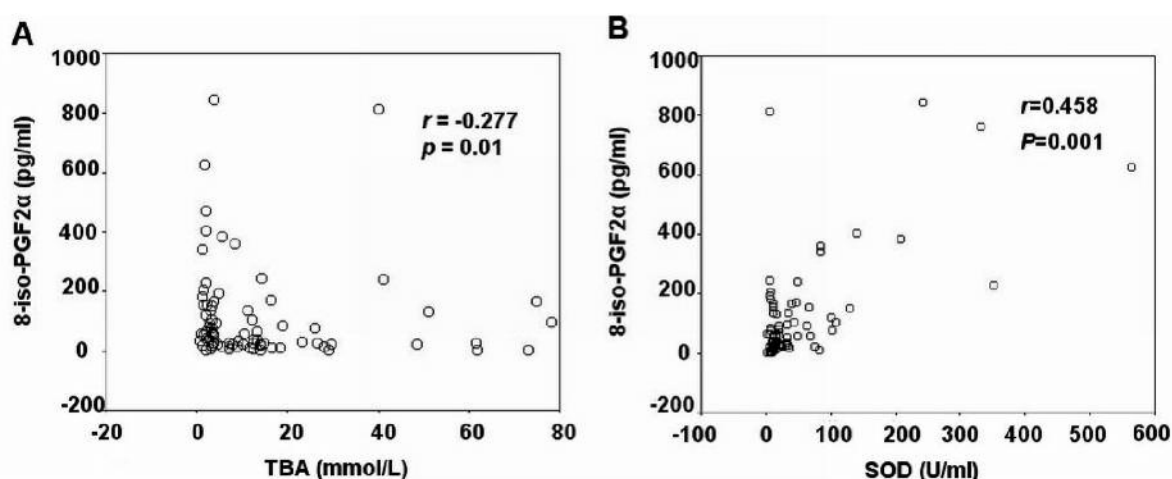 A
1000
800
600
400
200
0
-200
-20
0
20
40
60
80
8-iso-PGF2α (pg/ml)
TBA (mmol/L)
r = -0.277
p = 0.01
B
1000
800
600
400
200
0
-200
-100
0
100
200
300
400
500
600
8-iso-PGF2α (pg/ml)
SOD (U/ml)
r=0.458
P=0.001